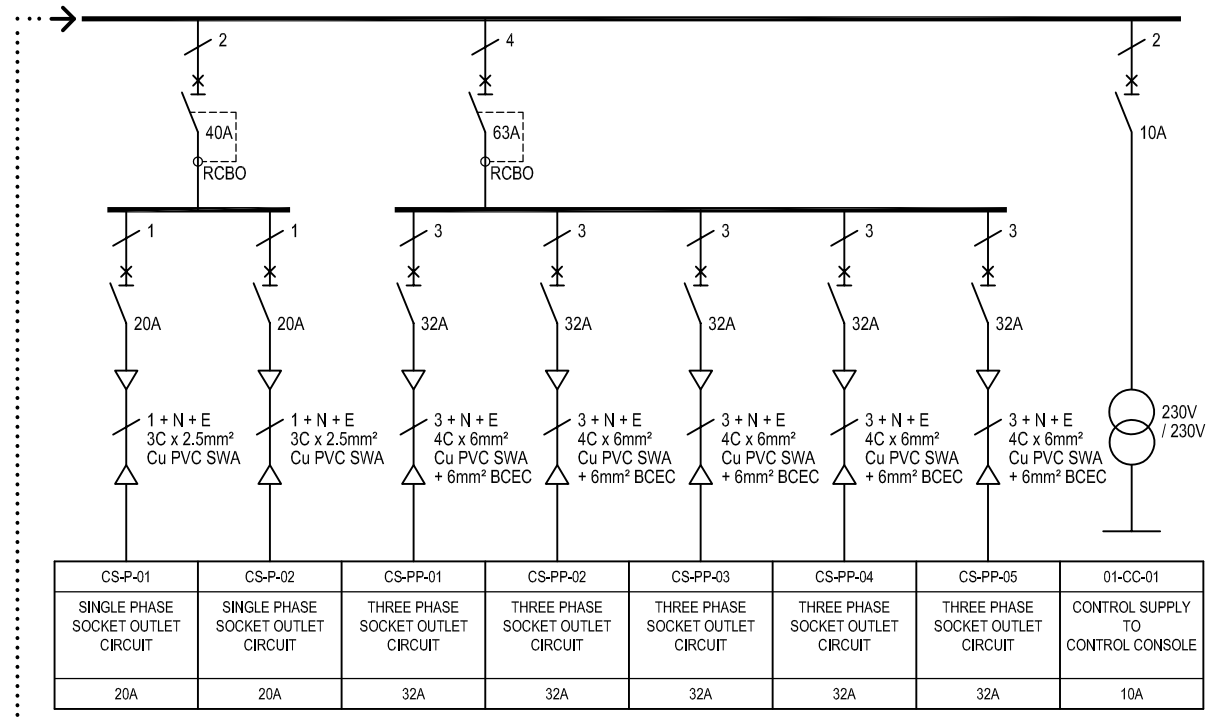 2
4
2
40A
RCBO
63A
RCBO
10A
1
1
3
3
3
3
3
20A
20A
32A
32A
32A
32A
32A
1 + N + E
3C x 2.5mm²
Cu PVC SWA
1 + N + E
3C x 2.5mm²
Cu PVC SWA
3 + N + E
4C x 6mm²
Cu PVC SWA
+ 6mm² BCEC
3 + N + E
4C x 6mm²
Cu PVC SWA
+ 6mm² BCEC
3 + N + E
4C x 6mm²
Cu PVC SWA
+ 6mm² BCEC
3 + N + E
4C x 6mm²
Cu PVC SWA
+ 6mm² BCEC
3 + N + E
4C x 6mm²
Cu PVC SWA
+ 6mm² BCEC
230V
/ 230V
CS-P-01
CS-P-02
CS-PP-01
CS-PP-02
CS-PP-03
CS-PP-04
CS-PP-05
01-CC-01
SINGLE PHASE
SOCKET OUTLET
CIRCUIT
SINGLE PHASE
SOCKET OUTLET
CIRCUIT
THREE PHASE
SOCKET OUTLET
CIRCUIT
THREE PHASE
SOCKET OUTLET
CIRCUIT
THREE PHASE
SOCKET OUTLET
CIRCUIT
THREE PHASE
SOCKET OUTLET
CIRCUIT
THREE PHASE
SOCKET OUTLET
CIRCUIT
CONTROL SUPPLY
TO
CONTROL CONSOLE
20A
20A
32A
32A
32A
32A
32A
10A